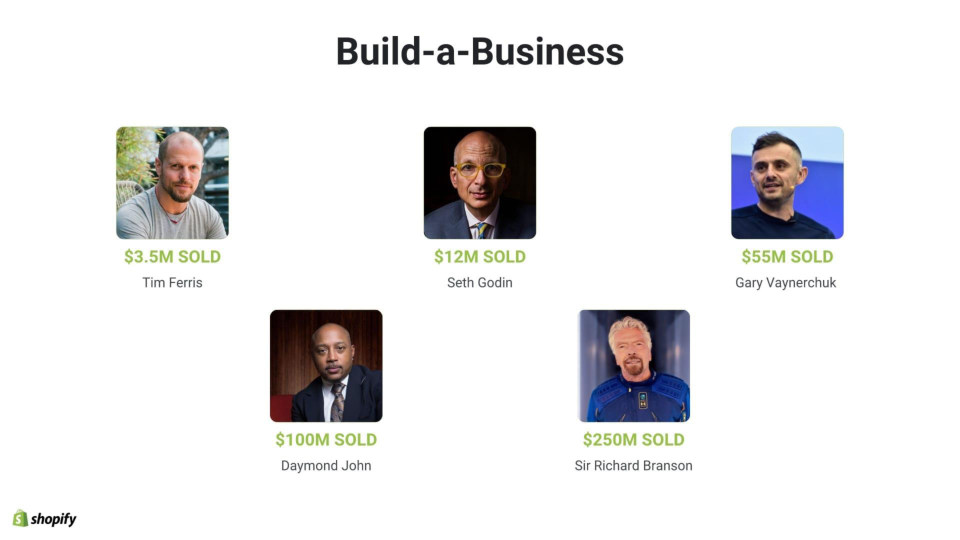 Build-a-Business
$3.5M SOLD
Tim Ferris
$12M SOLD
Seth Godin
$55M SOLD
Gary Vaynerchuk
$100M SOLD
Daymond John
$250M SOLD
Sir Richard Branson
shopify